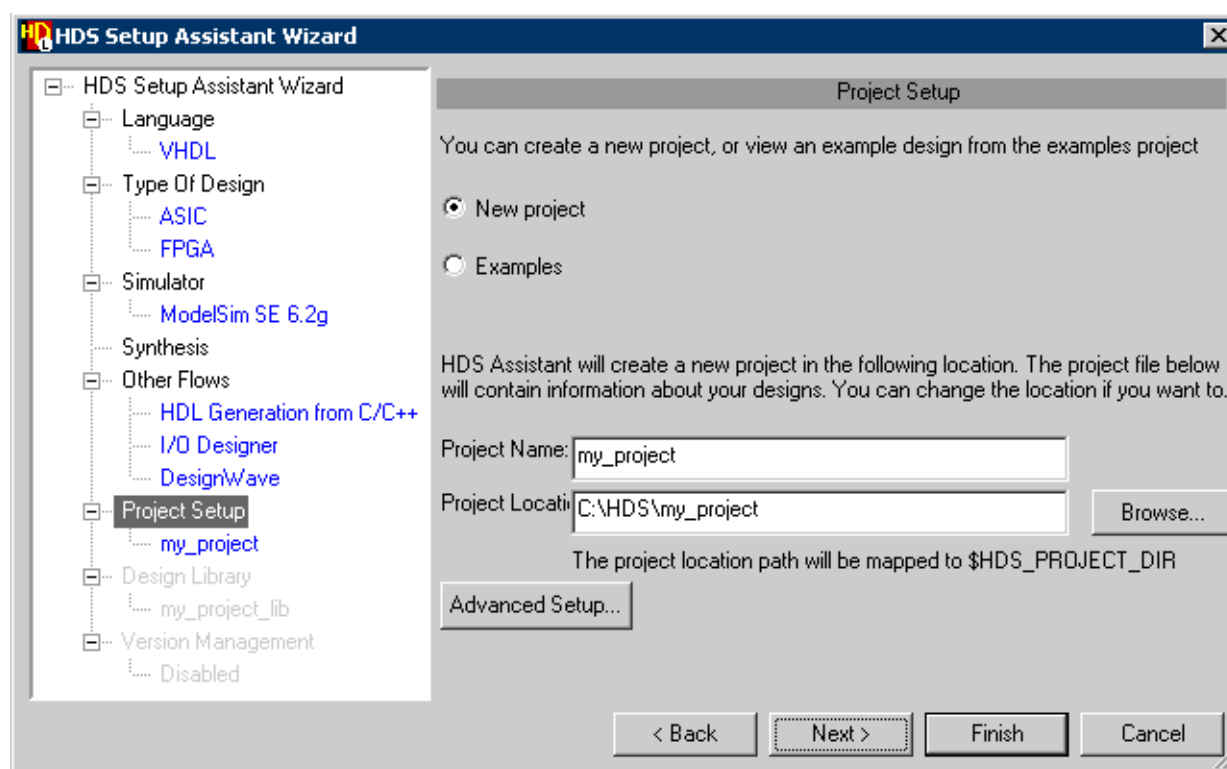 HDS Setup Assistant Wizard
HDS Setup Assistant Wizard
Language
VHDL
Type Of Design
ASIC
FPGA
Simulator
ModelSim SE 6.2g
Synthesis
Other Flows
HDL Generation from C/C++
I/O Designer
DesignWave
Project Setup
my_project
Design Library
my_project_lib
Version Management
Disabled
Project Setup
You can create a new project, or view an example design from the examples project
New project
Examples
HDS Assistant will create a new project in the following location. The project file below
will contain information about your designs. You can change the location if you want to.
Project Name: my_project
Project Locati C:\HDS\my_project
Browse...
The project location path will be mapped to $HDS_PROJECT_DIR
Advanced Setup...
< Back Next > Finish Cancel